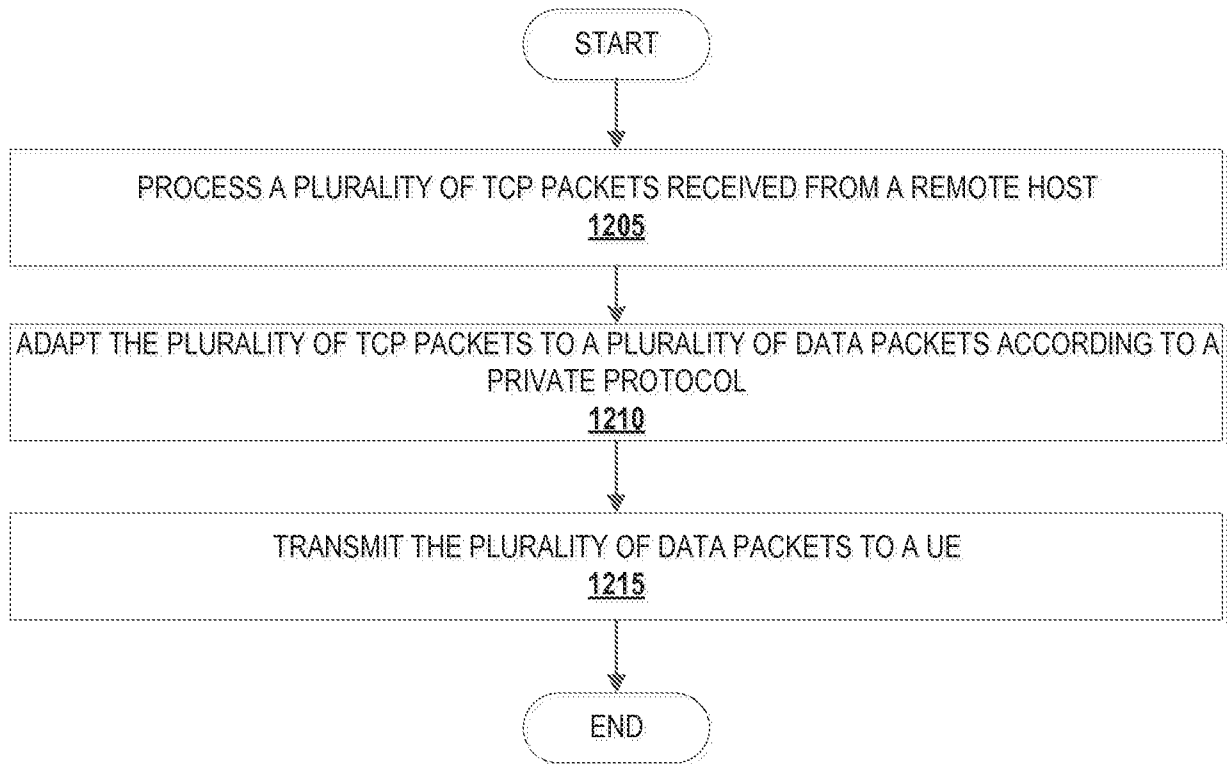 START
PROCESS A PLURALITY OF TCP PACKETS RECEIVED FROM A REMOTE HOST
1205
ADAPT THE PLURALITY OF TCP PACKETS TO A PLURALITY OF DATA PACKETS ACCORDING TO A
PRIVATE PROTOCOL
1210
TRANSMIT THE PLURALITY OF DATA PACKETS TO A UE
1215
END